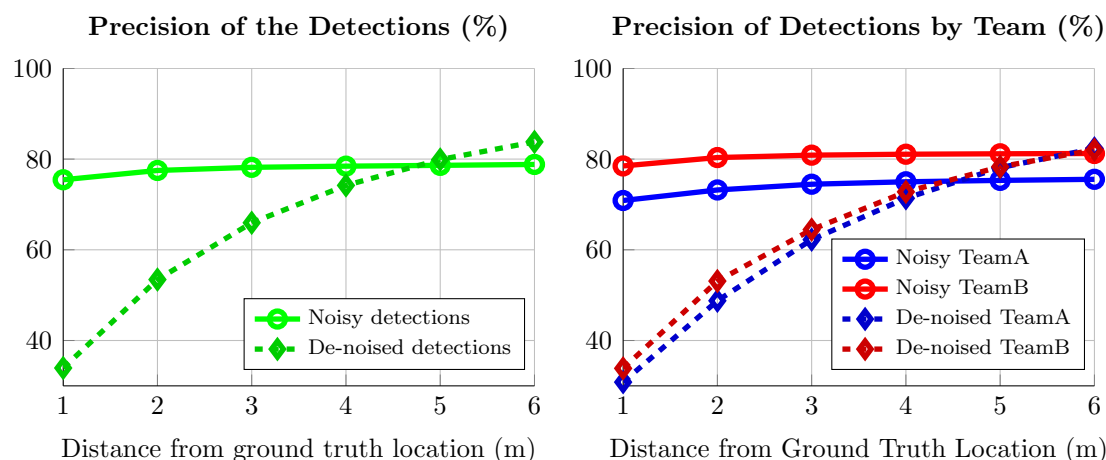 Precision of the Detections (%)
100
80
60
40
1 2 3 4 5 6
Noisy detections
De-noised detections
Distance from ground truth location (m)
Precision of Detections by Team (%)
100
80
60
40
1 2 3 4 5 6
Noisy TeamA
Noisy TeamB
De-noised TeamA
De-noised TeamB
Distance from Ground Truth Location (m)